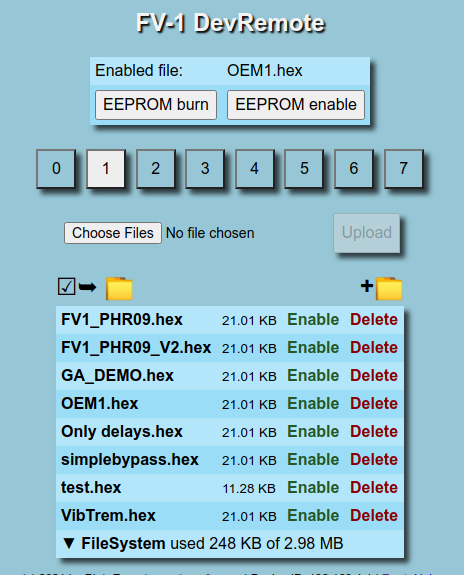 FV-1 DevRemote
Enabled file: OEM1.hex
EEPROM burn EEPROM enable
0 1 2 3 4 5 6 7
Choose Files No file chosen Upload
FV1_PHR09.hex 21.01 KB Enable Delete
FV1_PHR09_V2.hex 21.01 KB Enable Delete
GA_DEMO.hex 21.01 KB Enable Delete
OEM1.hex 21.01 KB Enable Delete
Only delays.hex 21.01 KB Enable Delete
simplebypass.hex 21.01 KB Enable Delete
test.hex 11.28 KB Enable Delete
VibTrem.hex 21.01 KB Enable Delete
▼ FileSystem used 248 KB of 2.98 MB